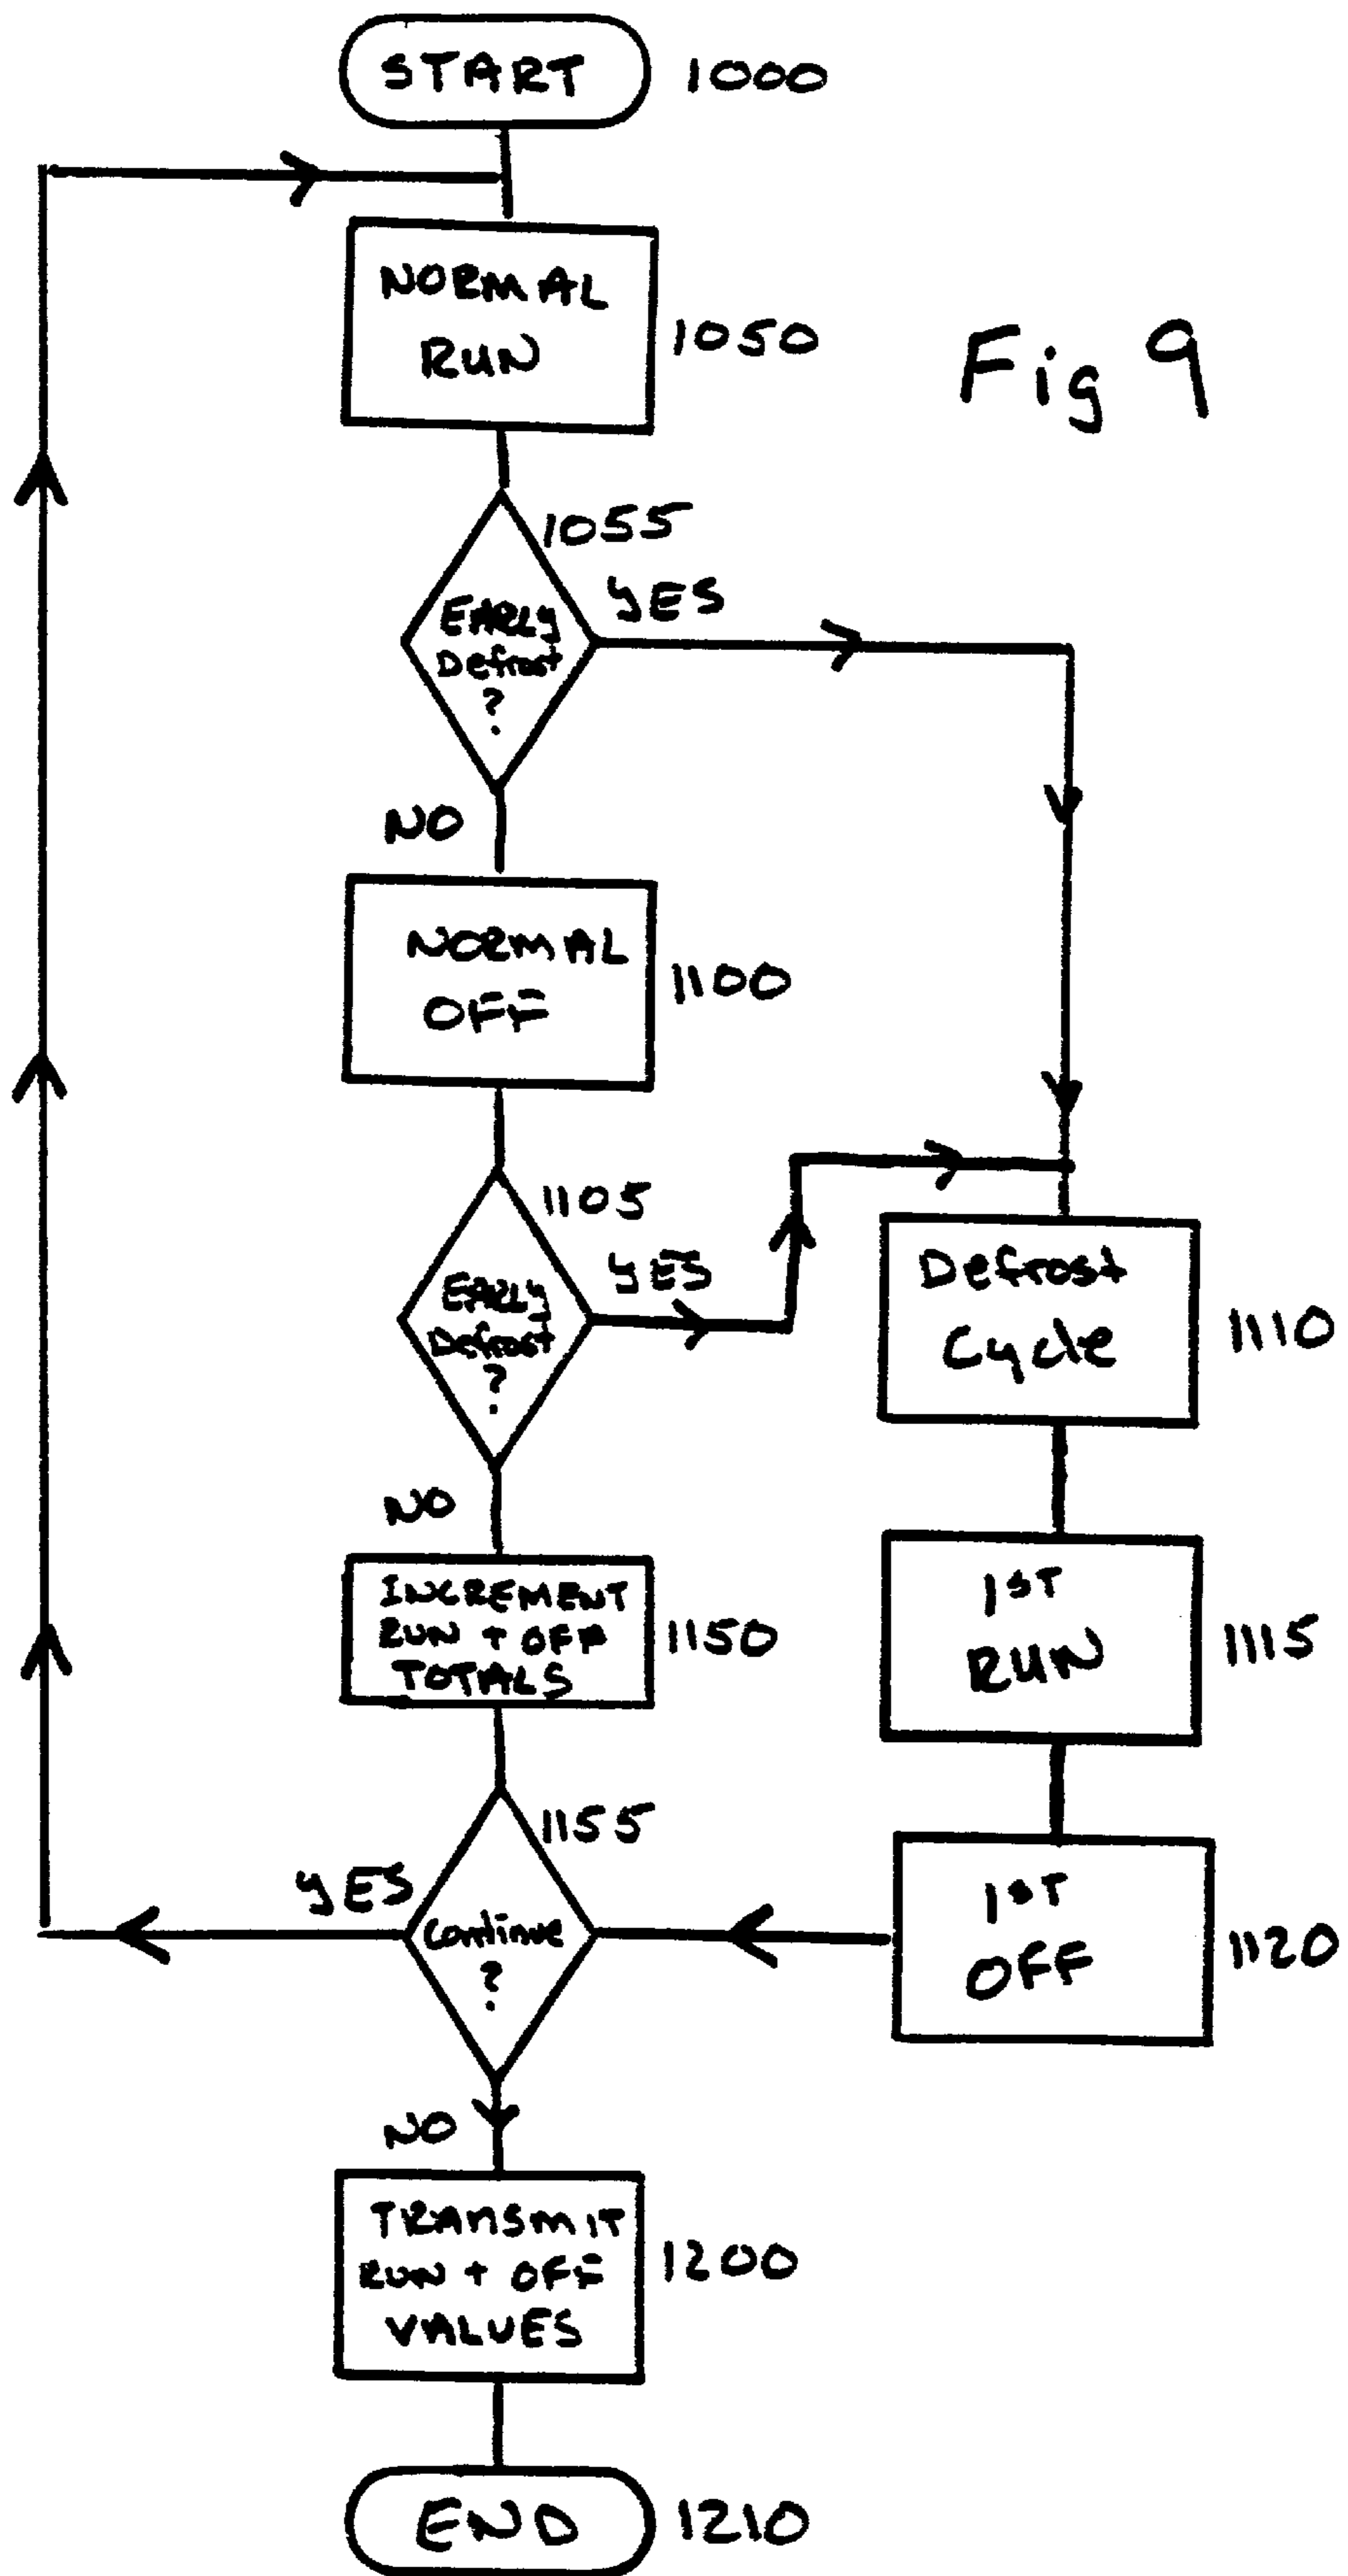 START
1000
NORMAL
RUN
1050
Fig 9
1055
YES
EARLY
Defrost
?
NO
NORMAL
OFF
1100
1105
YES
EARLY
Defrost
?
Defrost
Cycle
1110
NO
INCREMENT
RUN + OFF
TOTALS
1150
1ST
RUN
1115
1155
YES
Continue
?
1ST
OFF
1120
NO
TRANSMIT
RUN + OFF
VALUES
1200
END
1210